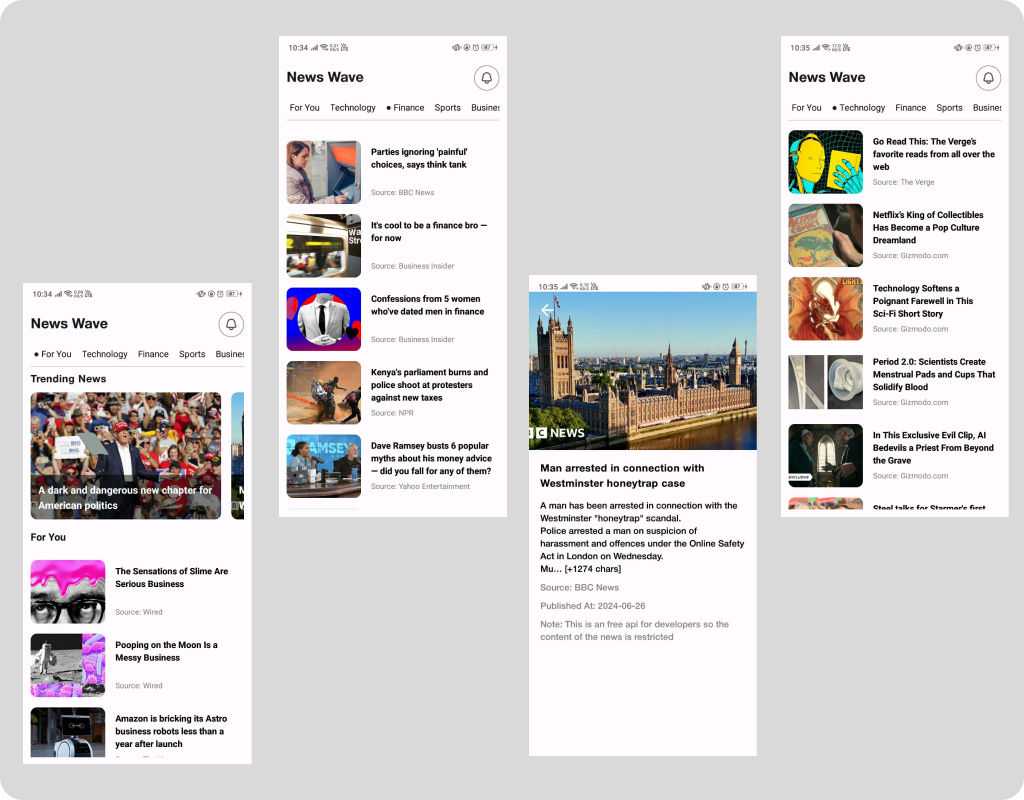 10:34
87
News Wave
• For You Technology Finance Sports Busines
Trending News
TOO BIG
A dark and dangerous new chapter for
American politics
For You
The Sensations of Slime Are
Serious Business
Source: Wired
Pooping on the Moon Is a
Messy Business
Source: Wired
Amazon is bricking its Astro
business robots less than a
year after launch
10:34
87
News Wave
For You Technology • Finance Sports Busines
Parties ignoring 'painful'
choices, says think tank
Source: BBC News
It's cool to be a finance bro —
for now
Source: Business Insider
Confessions from 5 women
who've dated men in finance
Source: Business Insider
Kenya's parliament burns and
police shoot at protesters
against new taxes
Source: NPR
RAMSEY
Dave Ramsey busts 6 popular
myths about his money advice
— did you fall for any of them?
Source: Yahoo Entertainment
10:35
87
C NEWS
Man arrested in connection with
Westminster honeytrap case
A man has been arrested in connection with the
Westminster "honeytrap" scandal.
Police arrested a man on suspicion of
harassment and offences under the Online Safety
Act in London on Wednesday.
Mu... [+1274 chars]
Source: BBC News
Published At: 2024-06-26
Note: This is an free api for developers so the
content of the news is restricted
10:35
87
News Wave
For You • Technology Finance Sports Busines
Go Read This: The Verge's
favorite reads from all over the
web
Source: The Verge
ACTION COMICS
Netflix's King of Collectibles
Has Become a Pop Culture
Dreamland
Source: Gizmodo.com
Technology Softens a
Poignant Farewell in This
Sci-Fi Short Story
Source: Gizmodo.com
Period 2.0: Scientists Create
Menstrual Pads and Cups That
Solidify Blood
Source: Gizmodo.com
In This Exclusive Evil Clip, AI
Bedevils a Priest From Beyond
the Grave
Source: Gizmodo.com
Steel talks for Starmer's first